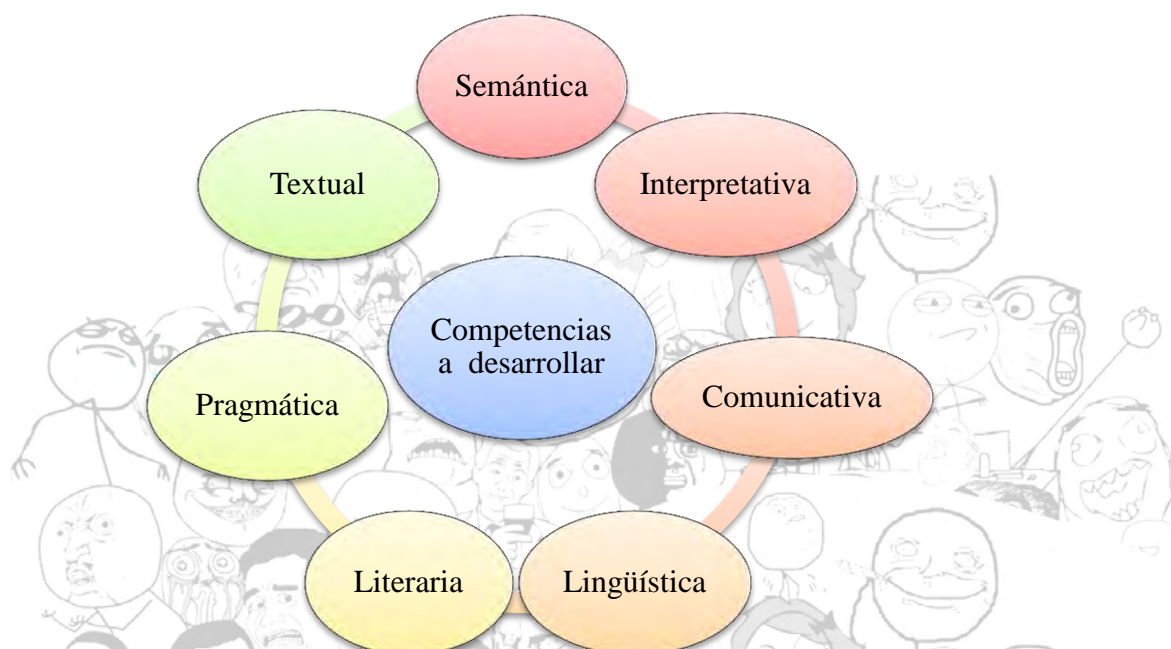 Semántica
Textual
Interpretativa
Competencias
a desarrollar
Pragmática
Comunicativa
Literaria
Lingüística